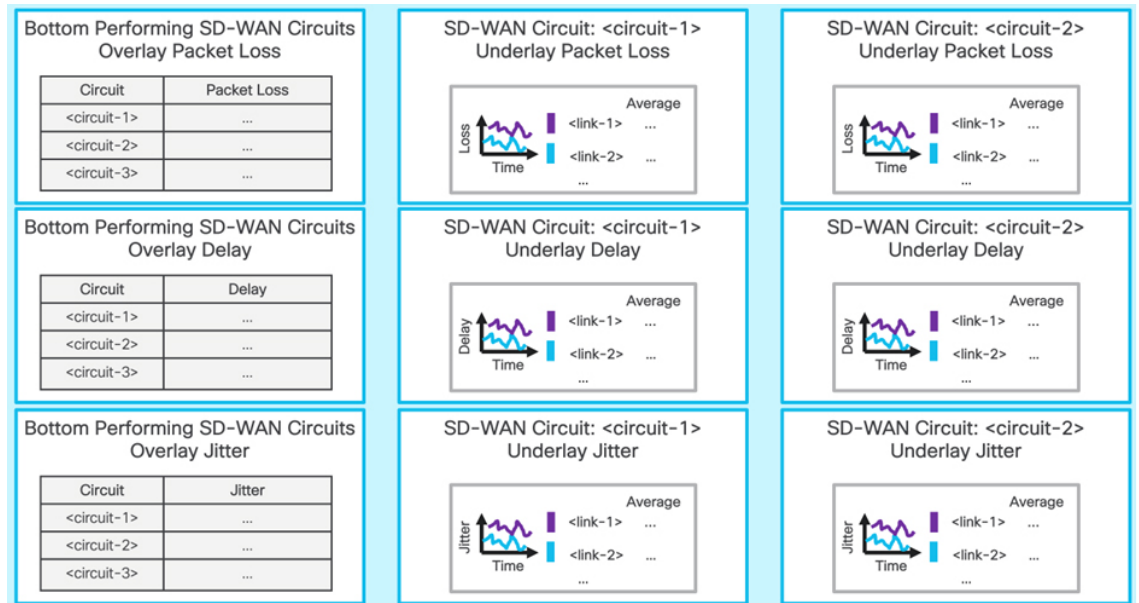 Bottom Performing SD-WAN Circuits
Overlay Packet Loss
Circuit Packet Loss
<circuit-1> ...
<circuit-2> ...
<circuit-3> ...
SD-WAN Circuit: <circuit-1>
Underlay Packet Loss
Average
Loss
<link-1> ...
<link-2> ...
Time
...
SD-WAN Circuit: <circuit-2>
Underlay Packet Loss
Average
Loss
<link-1> ...
<link-2> ...
Time
...
Bottom Performing SD-WAN Circuits
Overlay Delay
Circuit Delay
<circuit-1> ...
<circuit-2> ...
<circuit-3> ...
SD-WAN Circuit: <circuit-1>
Underlay Delay
Average
Delay
<link-1> ...
<link-2> ...
Time
...
SD-WAN Circuit: <circuit-2>
Underlay Delay
Average
Delay
<link-1> ...
<link-2> ...
Time
...
Bottom Performing SD-WAN Circuits
Overlay Jitter
Circuit Jitter
<circuit-1> ...
<circuit-2> ...
<circuit-3> ...
SD-WAN Circuit: <circuit-1>
Underlay Jitter
Average
Jitter
<link-1> ...
<link-2> ...
Time
...
SD-WAN Circuit: <circuit-2>
Underlay Jitter
Average
Jitter
<link-1> ...
<link-2> ...
Time
...